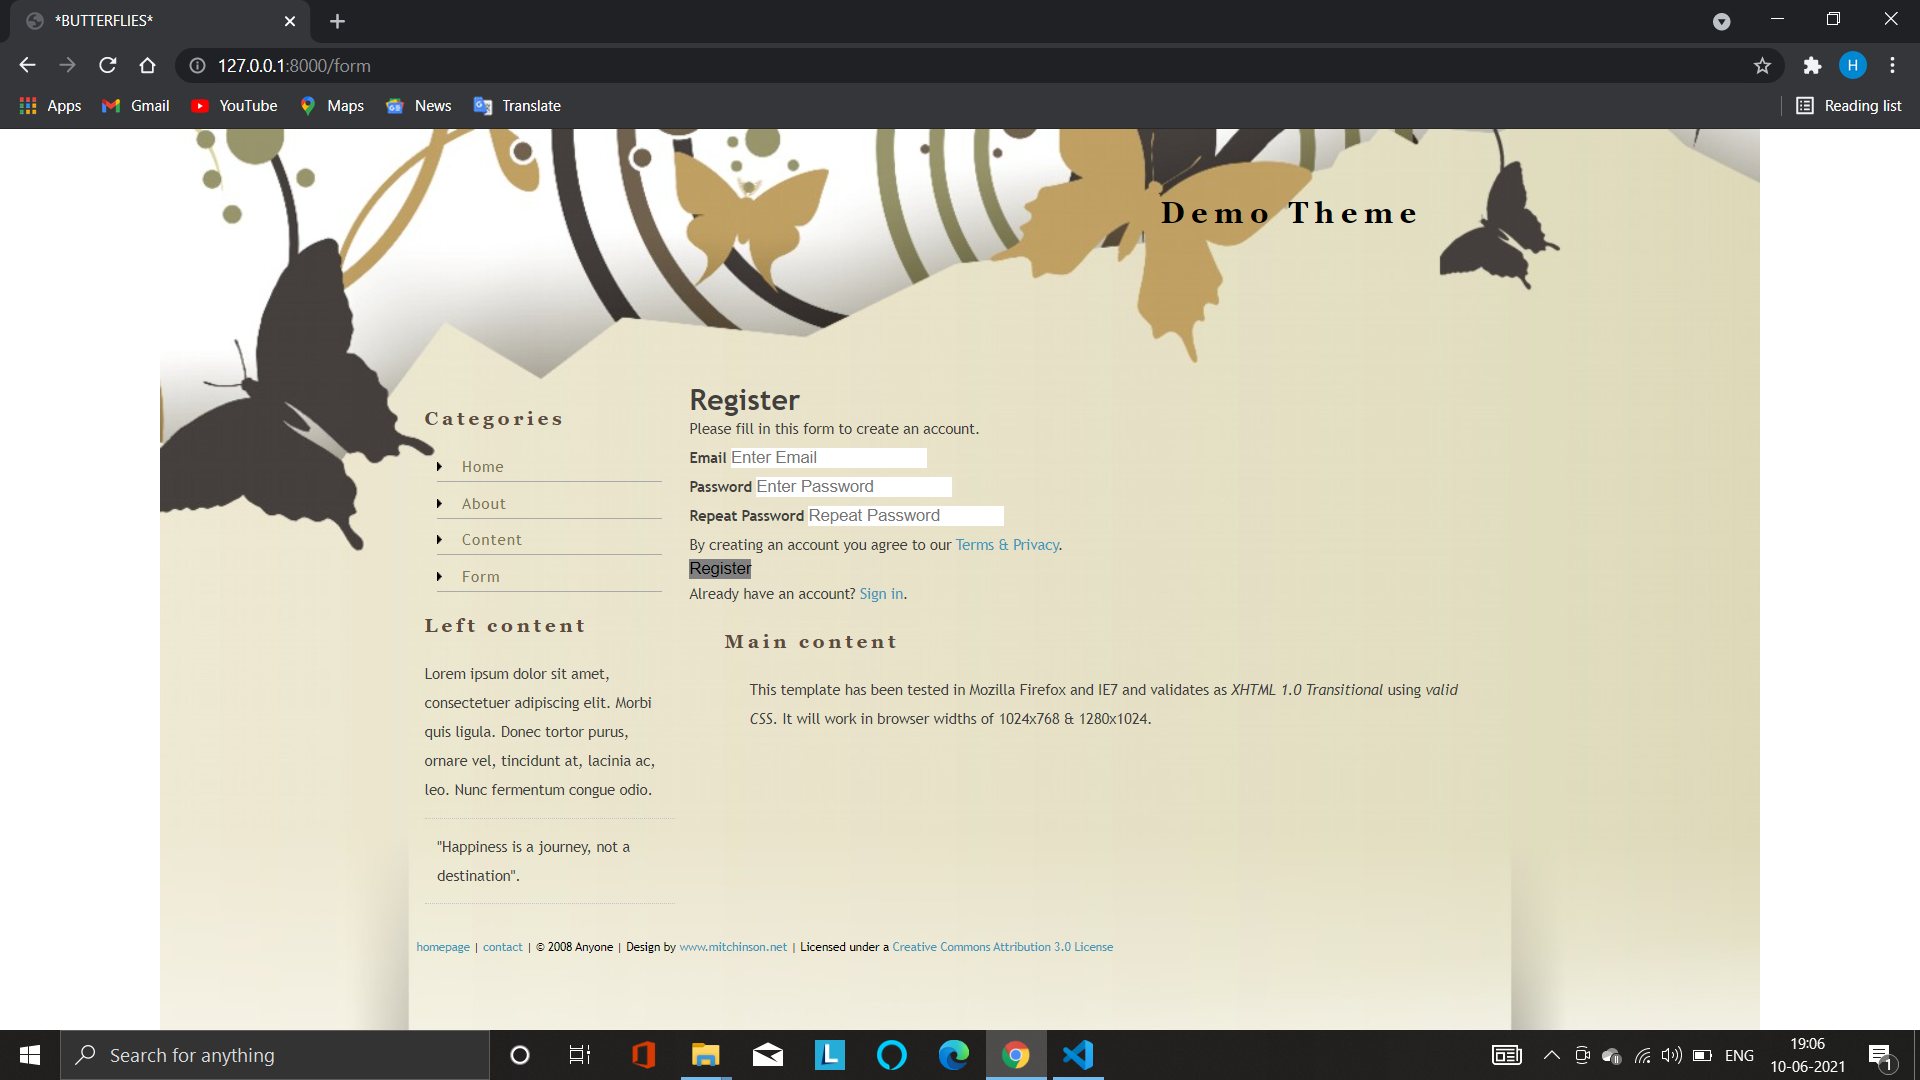 *BUTTERFLIES*
127.0.0.1:8000/form
H
Apps Gmail YouTube Maps News Translate Reading list
Demo Theme
Categories
Home
About
Content
Form
Left content
Lorem ipsum dolor sit amet,
consectetuer adipiscing elit. Morbi
quis ligula. Donec tortor purus,
ornare vel, tincidunt at, lacinia ac,
leo. Nunc fermentum congue odio.
"Happiness is a journey, not a
destination".
Register
Please fill in this form to create an account.
Email Enter Email
Password Enter Password
Repeat Password Repeat Password
By creating an account you agree to our Terms & Privacy.
Register
Already have an account? Sign in.
Main content
This template has been tested in Mozilla Firefox and IE7 and validates as XHTML 1.0 Transitional using valid
CSS. It will work in browser widths of 1024x768 & 1280x1024.
homepage | contact | © 2008 Anyone | Design by www.mitchinson.net | Licensed under a Creative Commons Attribution 3.0 License
Search for anything
L
ENG
19:06
10-06-2021
1